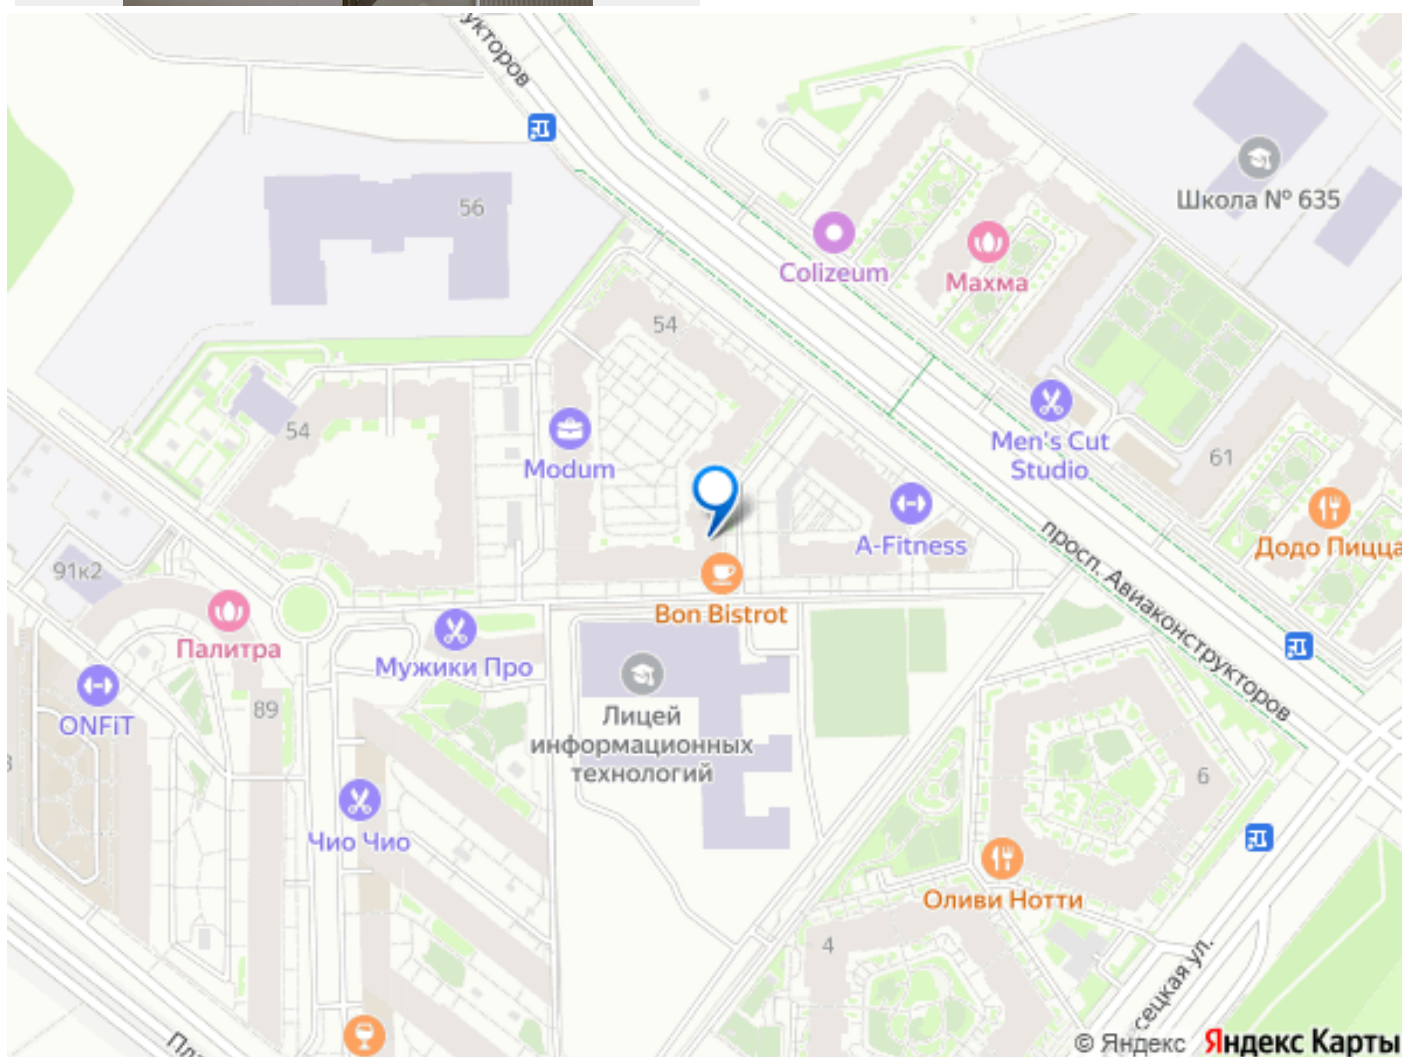 укторов
56
Школа № 635
Colizeum
Махма
54
54
Modum
Men's Cut
Studio
61
A-Fitness
просп. Авиаконструкторов
Додо Пицца
91к2
Bon Bistrot
Палитра
Мужики Про
ONFiT
89
Лицей
информационных
технологий
6
Чио Чио
Оливи Нотти
4
сецкая ул.
Пл
© Яндекс Яндекс Карты